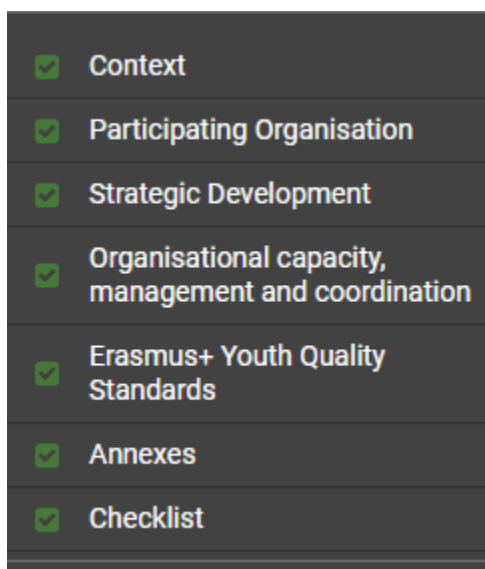 Context
Participating Organisation
Strategic Development
Organisational capacity,
management and coordination
Erasmus+ Youth Quality
Standards
Annexes
Checklist